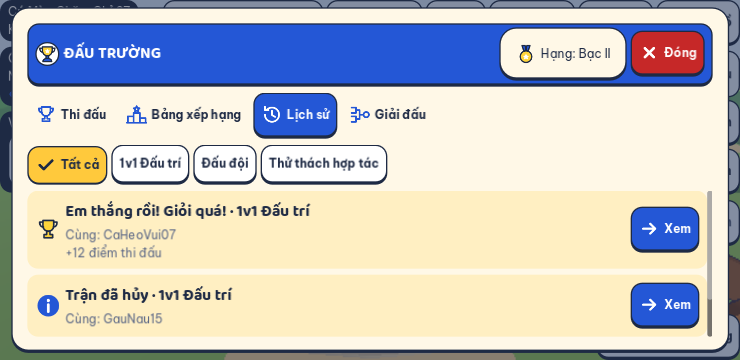 ĐẤU TRƯỜNG
Hạng: Bạc II
Đóng
Thi đấu
Bảng xếp hạng
Lịch sử
Giải đấu
Tất cả
1v1 Đấu trí
Đấu đội
Thử thách hợp tác
Em thắng rồi! Giỏi quá! · 1v1 Đấu trí
Cùng: CaHeoVui07
+12 điểm thi đấu
Xem
Trận đã hủy · 1v1 Đấu trí
Cùng: GauNau15
Xem